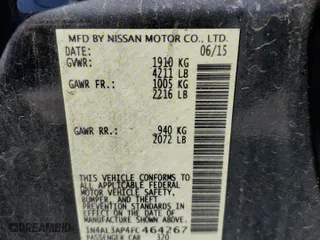 MFD BY NISSAN MOTOR CO., LTD.
DATE: 06/15
GVWR: 1910 KG
4211 LB
GAWR FR: 1005 KG
2216 LB
GAWR RR: 940 KG
2072 LB
THIS VEHICLE CONFORMS TO ALL APPLICABLE FEDERAL MOTOR VEHICLE SAFETY, BUMPER, AND THEFT PREVENTION STANDARDS IN EFFECT ON THE DATE OF MANUFACTURE SHOWN ABOVE.
1N4AL3AP4FC464267
PASSENGER CAR 320
DREAMBID